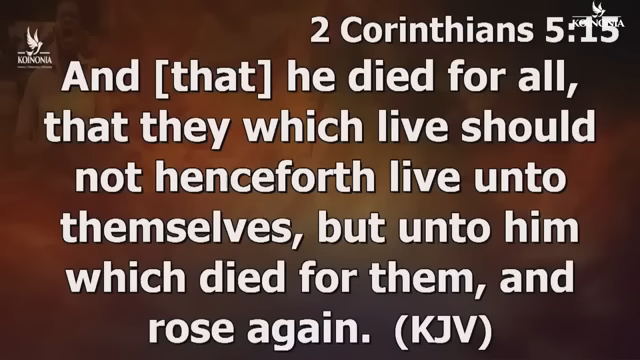 2 Corinthians 5:15
KOINONIA
KOINONIA
And [that] he died for all,
that they which live should
not henceforth live unto
themselves, but unto him
which died for them, and
rose again. (KJV)